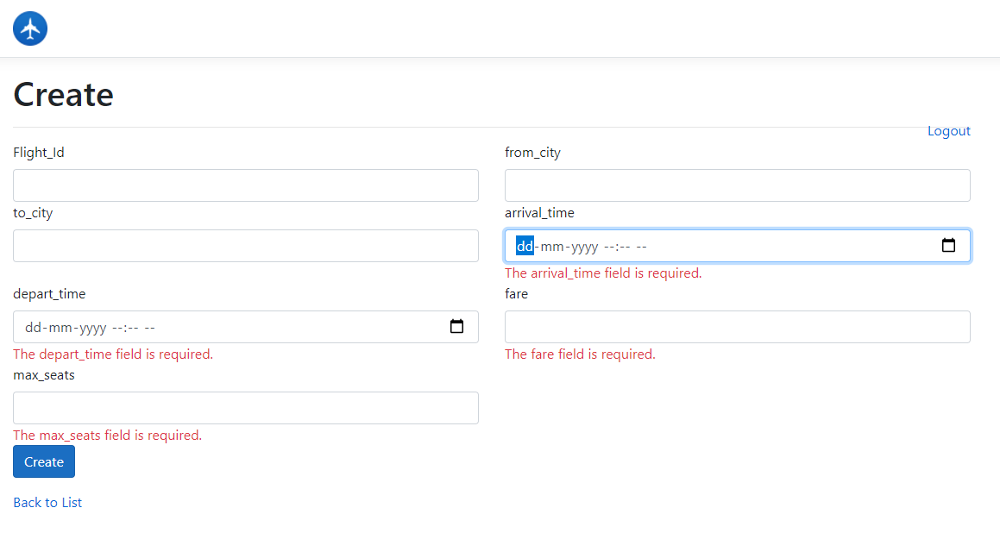 Create
Logout
Flight_Id
from_city
to_city
arrival_time
dd-mm-yyyy --:-- --
The arrival_time field is required.
depart_time
fare
dd-mm-yyyy --:-- --
The depart_time field is required.
The fare field is required.
max_seats
The max_seats field is required.
Create
Back to List